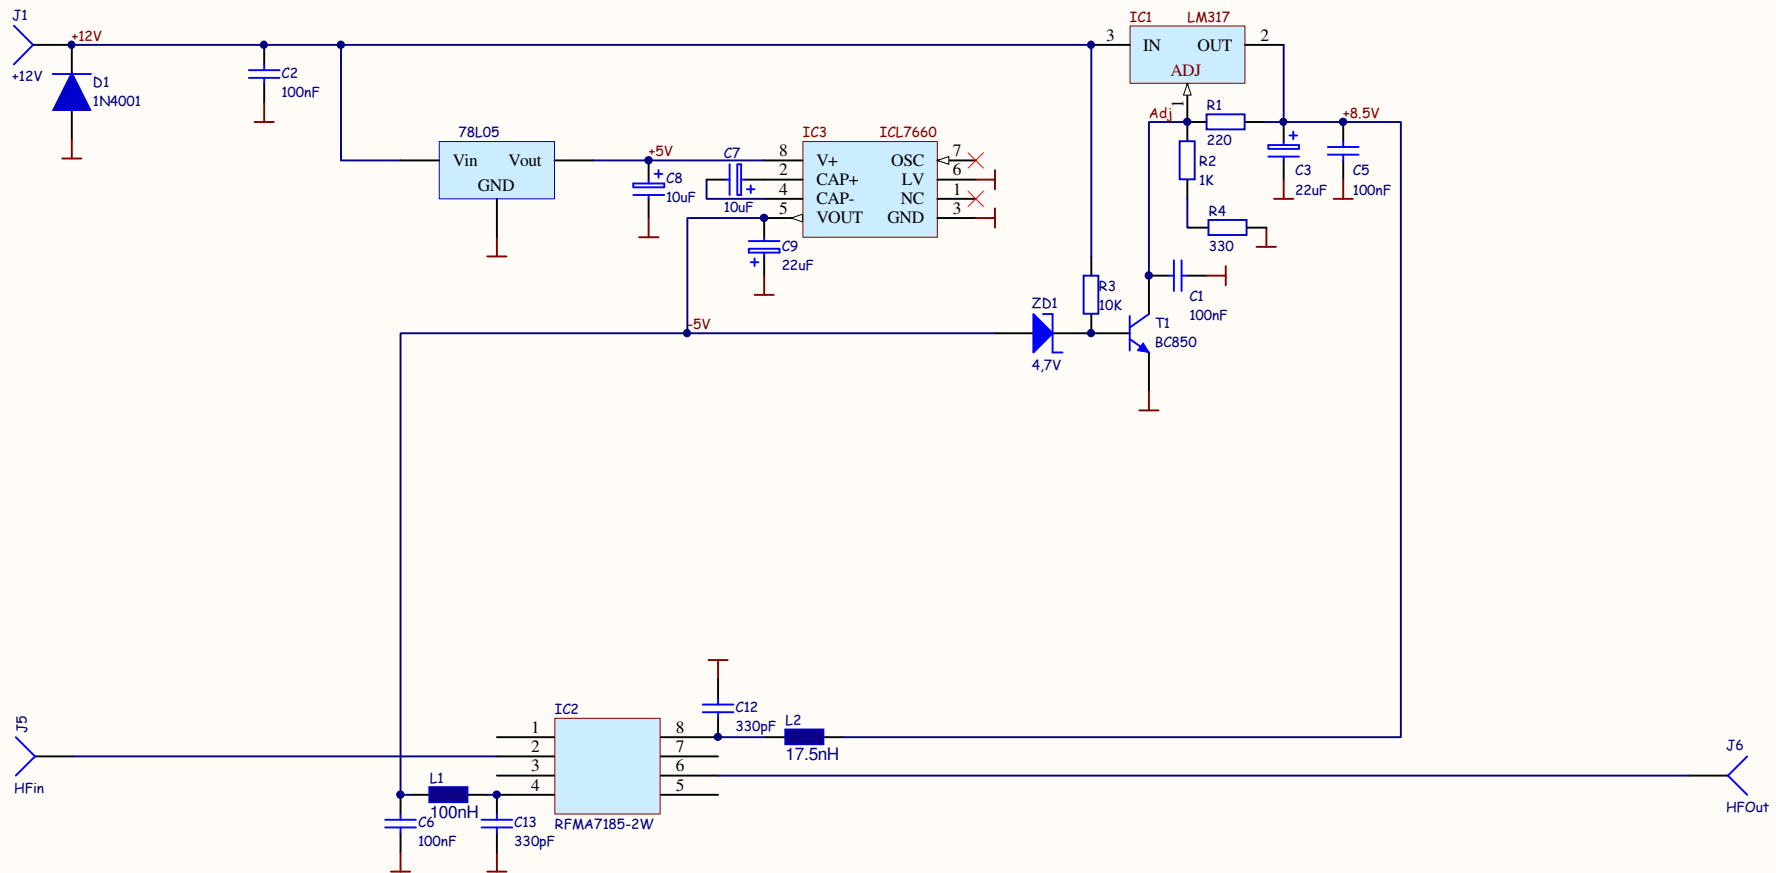 J1
+12V
+12V
D1
1N4001
C2
100nF
IC1 LM317
3 IN OUT 2
ADJ
1
Adj
R1
220
+8.5V
R2
1K
C3
22uF
C5
100nF
R4
330
78L05
Vin Vout
GND
+5V
C8
10uF
C7
10uF
IC3 ICL7660
8 V+ OSC 7
2 CAP+ LV 6
4 CAP- NC 1
5 VOUT GND 3
C9
22uF
C1
100nF
R3
10K
ZD1
4,7V
T1
BC850
-5V
IC2
1 8
2 7
3 6
4 5
RFMA7185-2W
C12
330pF
L2
17.5nH
J5
HFin
L1
100nH
C6
100nF
C13
330pF
J6
HFOut